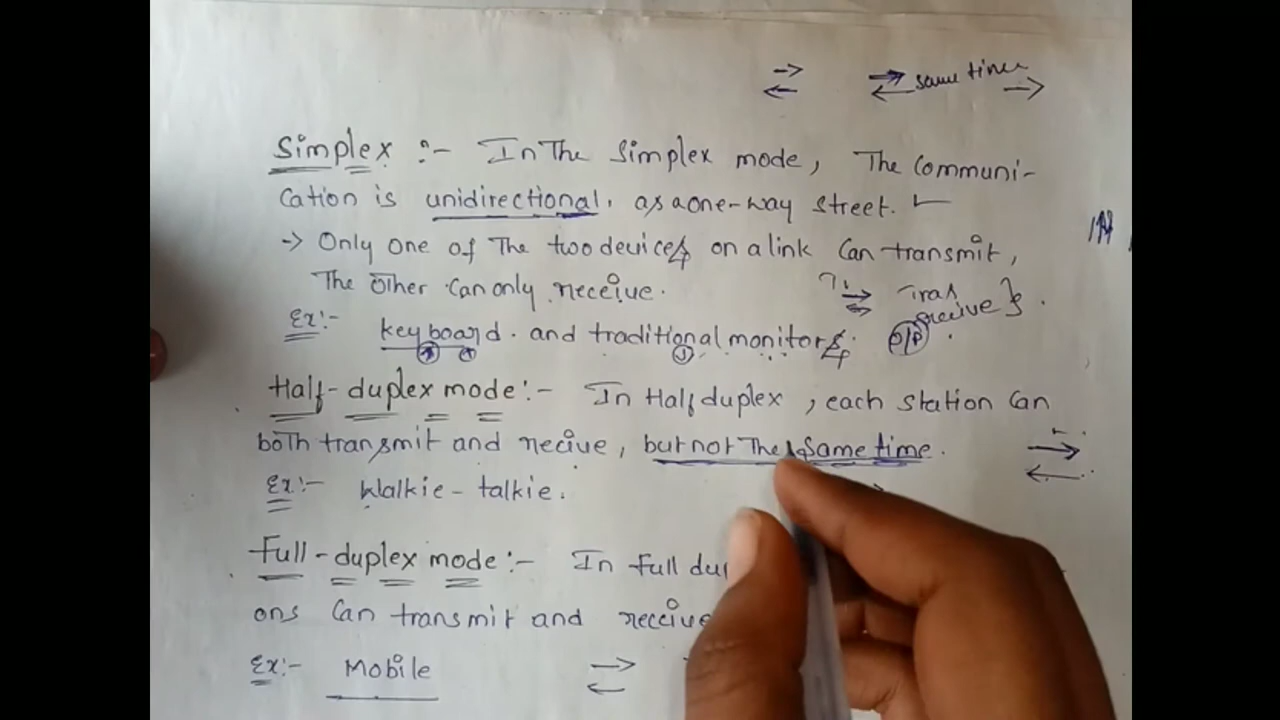 same time
Simplex :- In The Simplex mode, The Communi-
cation is unidirectional, as a one-way street.
-> Only one of The two devices on a link Can transmit,
The other Can only receive.
receive
Ex:- keyboard. and traditional monitors. O/P.
Half-duplex mode:- In Half duplex, each station Can
both transmit and recive, but not The same time.
Ex:- Walkie-talkie.
Full-duplex mode:- In full
ons Can transmit and receive
Ex:- Mobile